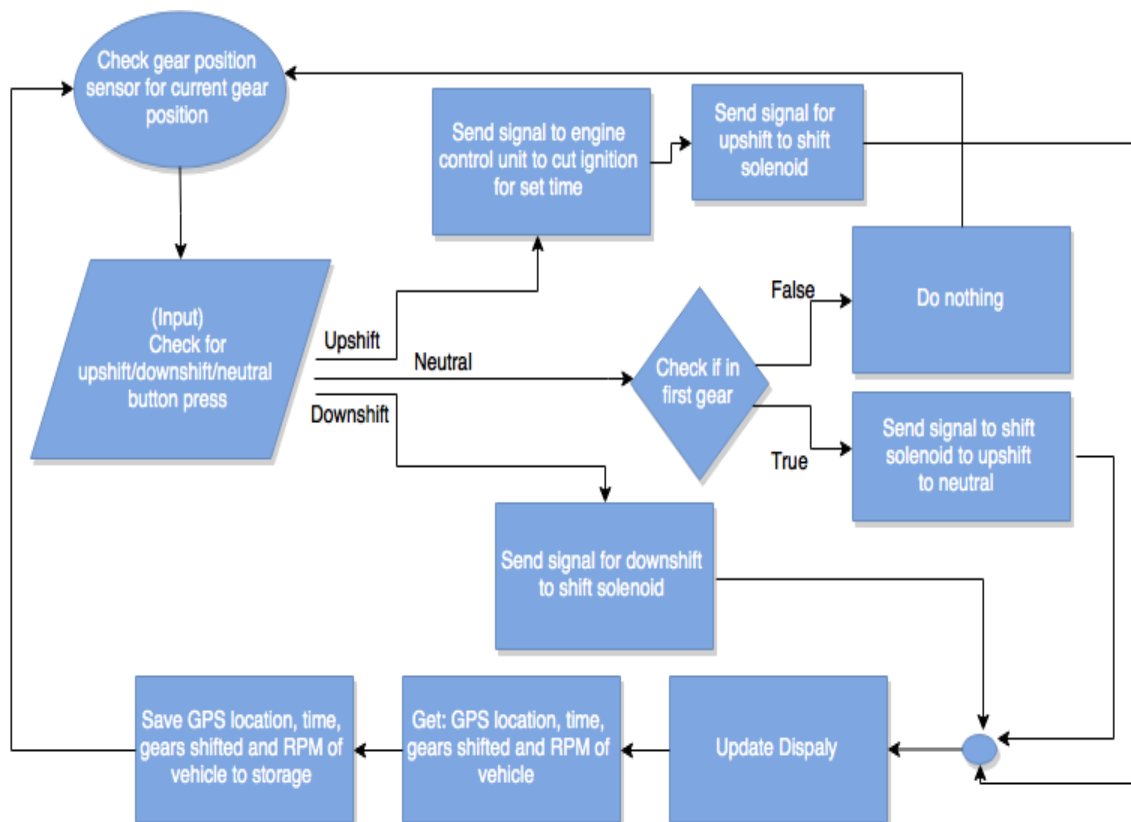 Check gear position
sensor for current gear
position
(Input)
Check for
upshift/downshift/neutral
button press
Upshift
Neutral
Downshift
Send signal to engine
control unit to cut ignition
for set time
Send signal for
upshift to shift
solenoid
Check if in
first gear
False
True
Do nothing
Send signal to shift
solenoid to upshift
to neutral
Send signal for downshift
to shift solenoid
Update Dispaly
Get: GPS location, time,
gears shifted and RPM of
vehicle
Save GPS location, time,
gears shifted and RPM of
vehicle to storage